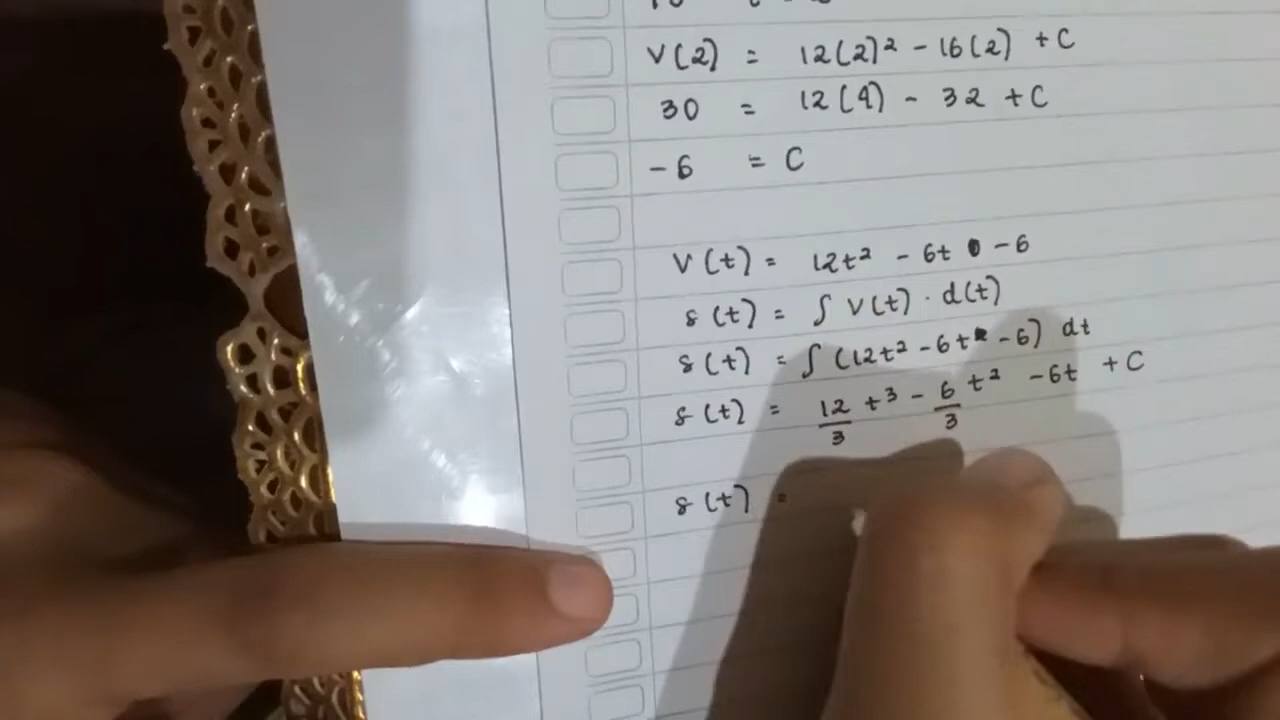 V(2) = 12(2)² - 16(2) + C
30 = 12(4) - 32 + C
-6 = C
V(t) = 12t² - 6t - 6
s(t) = ∫ V(t) . d(t)
s(t) = ∫ (12t² - 6t - 6) dt
s(t) = 12/3 t³ - 6/3 t² - 6t + C
s(t) =